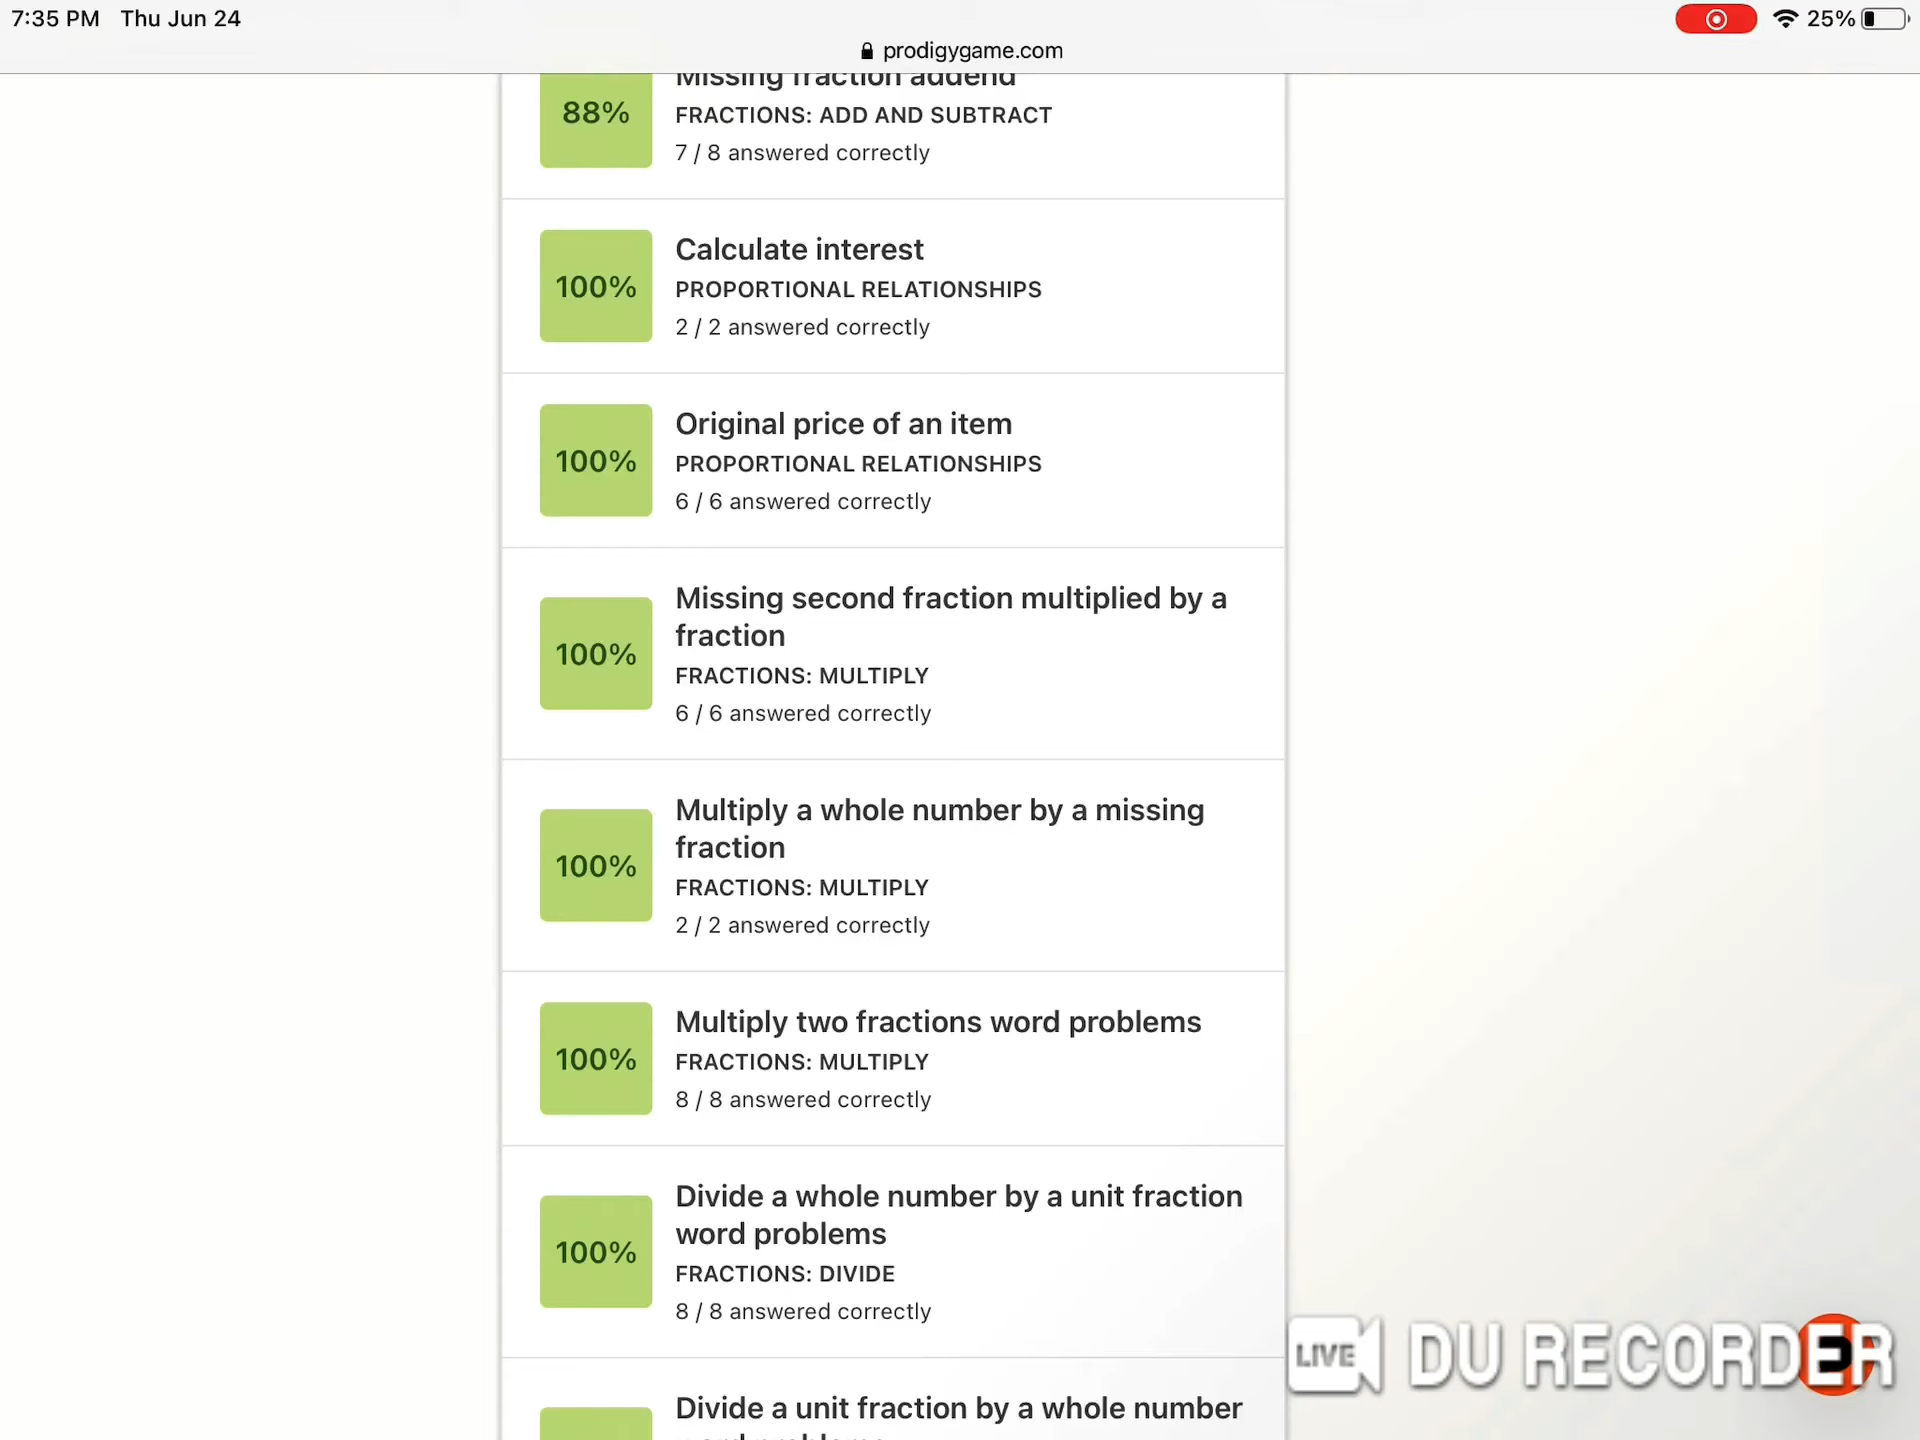 7:35 PM Thu Jun 24
25%
prodigygame.com
Missing fraction addend
88%
FRACTIONS: ADD AND SUBTRACT
7 / 8 answered correctly
Calculate interest
100%
PROPORTIONAL RELATIONSHIPS
2 / 2 answered correctly
Original price of an item
100%
PROPORTIONAL RELATIONSHIPS
6 / 6 answered correctly
Missing second fraction multiplied by a
fraction
100%
FRACTIONS: MULTIPLY
6 / 6 answered correctly
Multiply a whole number by a missing
fraction
100%
FRACTIONS: MULTIPLY
2 / 2 answered correctly
Multiply two fractions word problems
100%
FRACTIONS: MULTIPLY
8 / 8 answered correctly
Divide a whole number by a unit fraction
word problems
100%
FRACTIONS: DIVIDE
8 / 8 answered correctly
LIVE DU RECORDER
Divide a unit fraction by a whole number